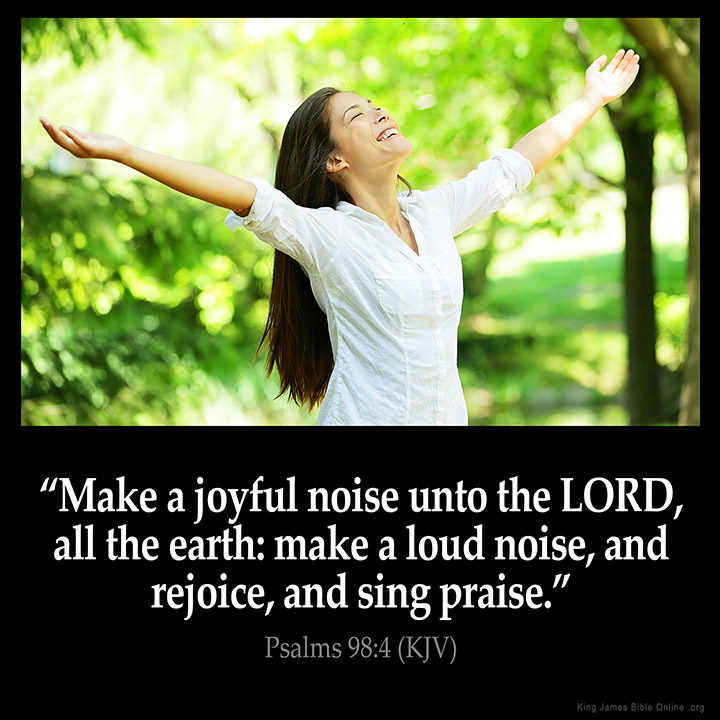 “Make a joyful noise unto the LORD,
all the earth: make a loud noise, and
rejoice, and sing praise.”
Psalms 98:4 (KJV)
King James Bible Online .org